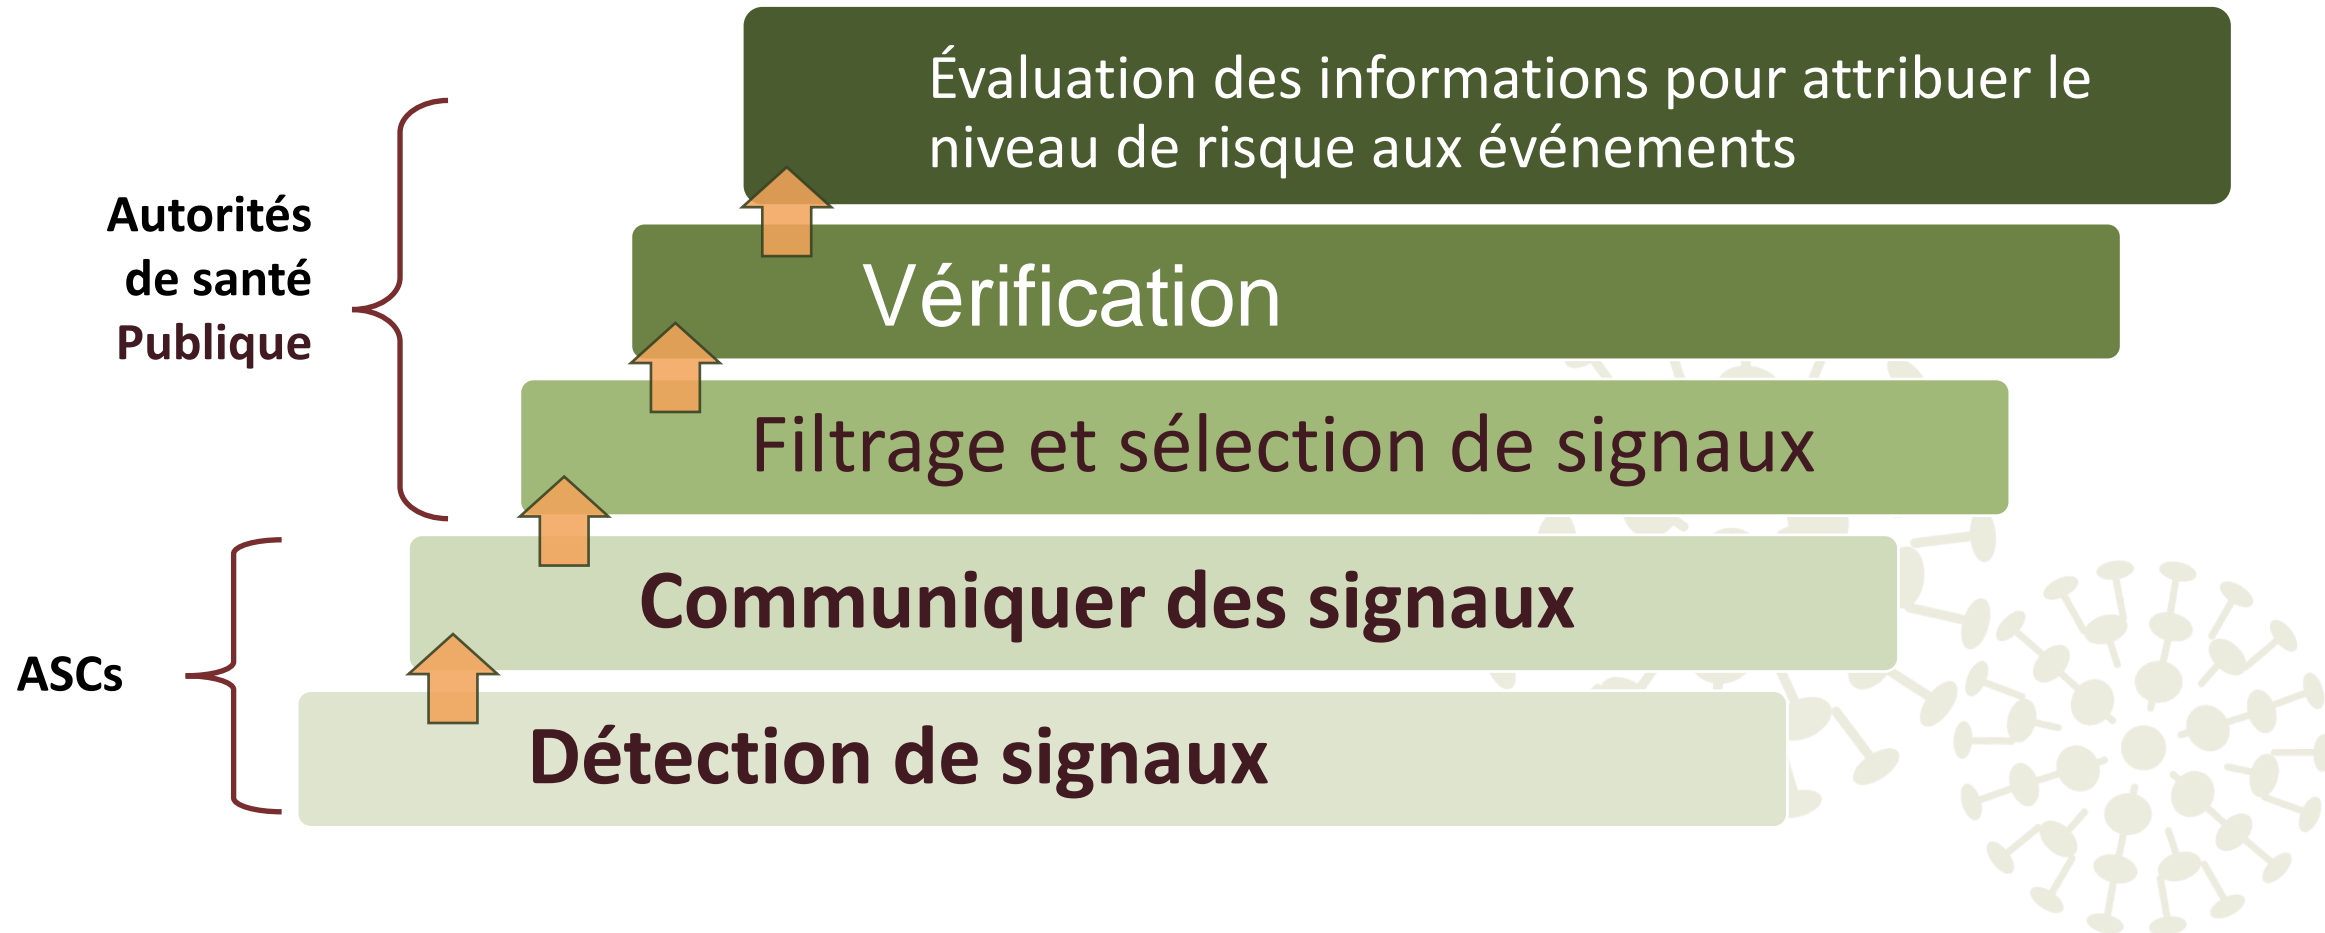 Évaluation des informations pour attribuer le
niveau de risque aux événements
Autorités
de santé
Publique
Vérification
Filtrage et sélection de signaux
Communiquer des signaux
ASCs
Détection de signaux